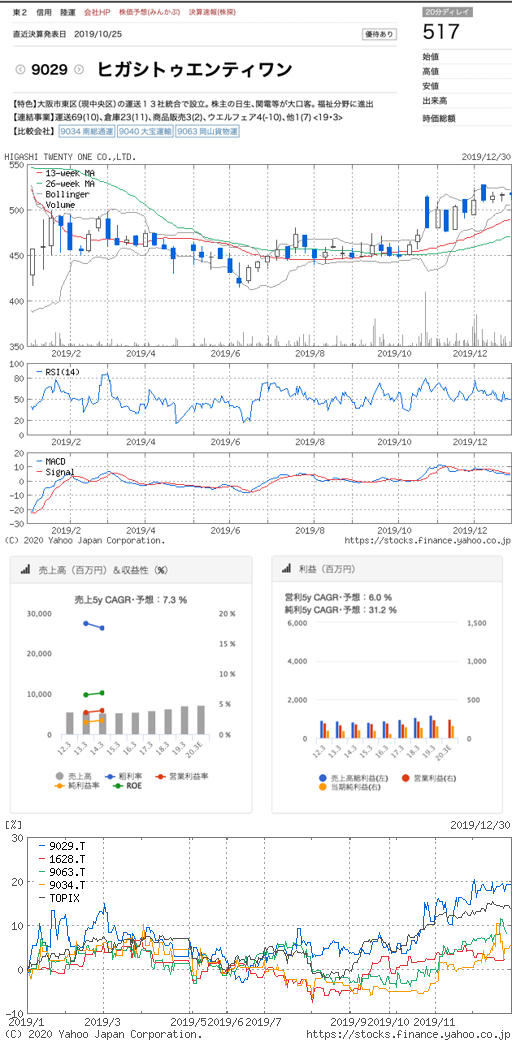 東２ 信用 陸運 会社HP 株価予想(みんかぶ) 決算速報(株探)
20分ディレイ
直近決算発表日 2019/10/25 優待あり
517
9029 ヒガシトゥエンティワン
始値
高値
安値
出来高
時価総額
【特色】大阪市東区(現中央区)の運送１３社統合で設立。株主の日生、関電等が大口客。福祉分野に進出
【連結事業】運送69(10)、倉庫23(11)、商品販売3(2)、ウエルフェア4(-10)、他1(7) <19・3>
【比較会社】 9034 南総通運 9040 大宝運輸 9063 岡山貨物運
HIGASHI TWENTY ONE CO.,LTD. 2019/12/30
550
13-week MA
26-week MA
Bollinger
Volume
500
450
400
350
2019/2 2019/4 2019/6 2019/8 2019/10 2019/12
100
RSI(14)
80
50
20
0
2019/2 2019/4 2019/6 2019/8 2019/10 2019/12
20
MACD
Signal
10
0
-10
-20
-30
2019/2 2019/4 2019/6 2019/8 2019/10 2019/12
(C) 2020 Yahoo Japan Corporation. https://stocks.finance.yahoo.co.jp
売上高（百万円）＆収益性（%）
売上5y CAGR･予想：7.3 %
30,000 20 %
15 %
20,000
10 %
10,000
5 %
0 0 %
12.3 13.3 14.3 15.3 16.3 17.3 18.3 19.3 20.3E
売上高 粗利率 営業利益率
純利益率 ROE
利益（百万円）
営利5y CAGR･予想：6.0 %
純利5y CAGR･予想：31.2 %
6,000 1,500
4,000 1,000
2,000 500
0 0
12.3 13.3 14.3 15.3 16.3 17.3 18.3 19.3 20.3E
売上高総利益(左) 営業利益(右)
当期純利益(右)
[%] 2019/12/30
30
9029.T
1628.T
9063.T
9034.T
TOPIX
20
10
0
-10
2019/1 2019/3 2019/5 2019/6 2019/7 2019/9 2019/10 2019/11
(C) 2020 Yahoo Japan Corporation. https://stocks.finance.yahoo.co.jp